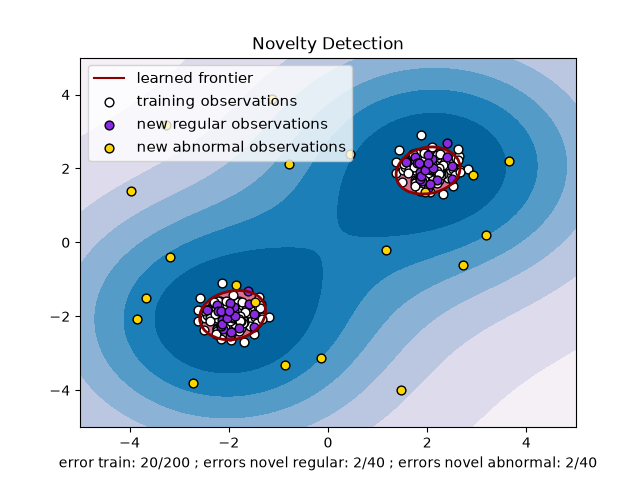 Novelty Detection
learned frontier
training observations
new regular observations
new abnormal observations
4
2
0
−2
−4
−4
−2
0
2
4
error train: 20/200 ; errors novel regular: 2/40 ; errors novel abnormal: 2/40